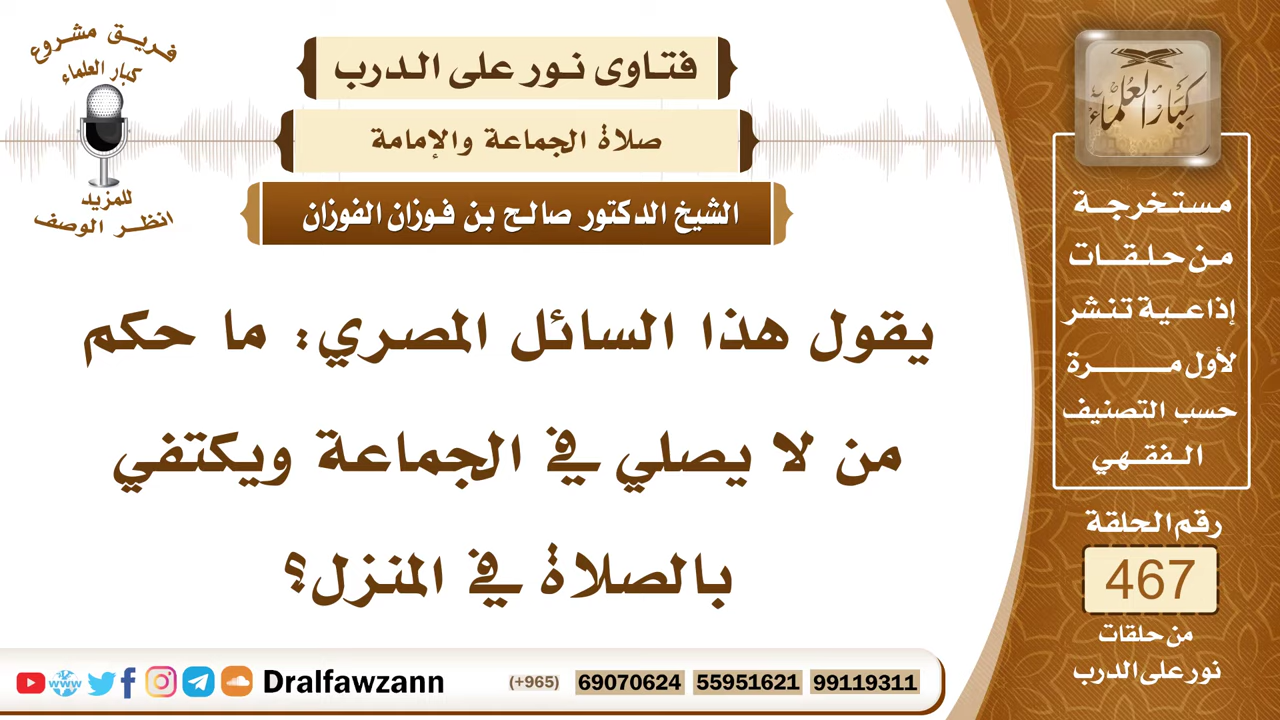 فريق مشروع
كبار العلماء
للمزيد
انظر الوصف
فتاوى نور على الدرب
صلاة الجماعة والإمامة
الشيخ الدكتور صالح بن فوزان الفوزان
يقول هذا السائل المصري: ما حكم
من لا يصلي في الجماعة ويكتفي
بالصلاة في المنزل؟
كبار العلماء
مستخرجة
من حلقات
إذاعية تنشر
لأول مرة
حسب التصنيف
الفقهي
رقم الحلقة
467
من حلقات
نور على الدرب
www Dralfawzann (+965) 69070624 55951621 99119311